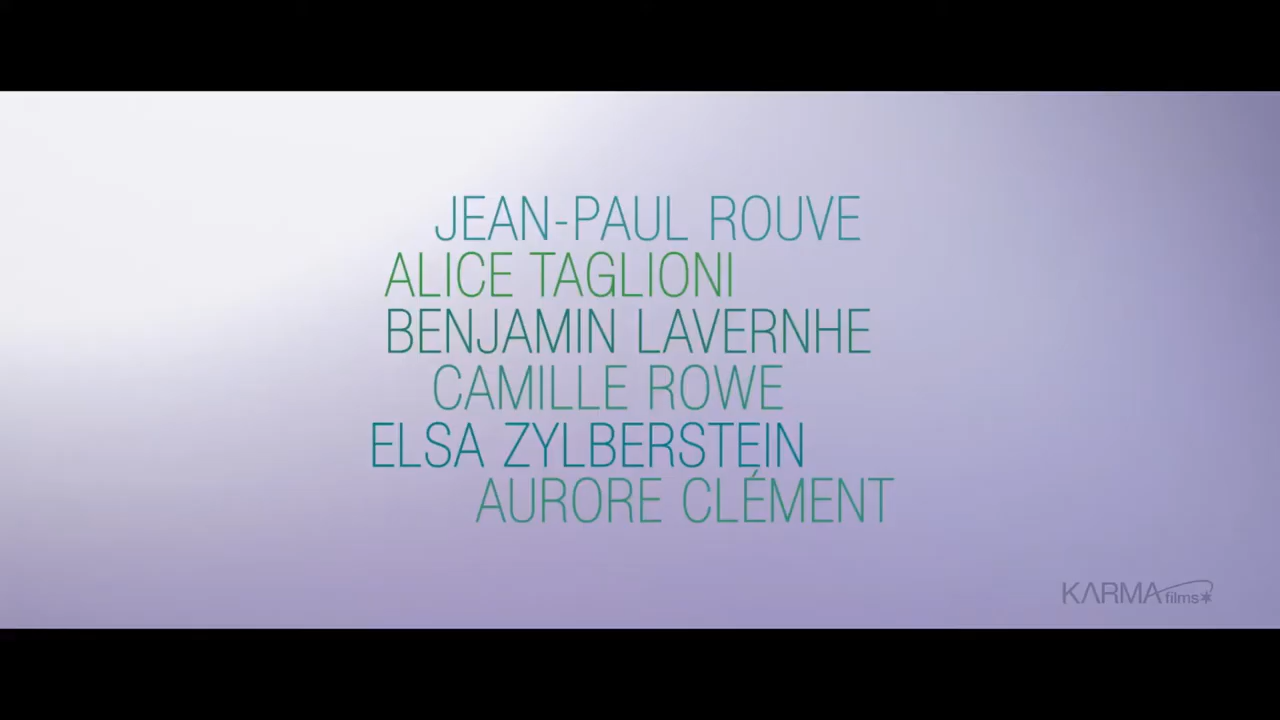 JEAN-PAUL ROUVE
ALICE TAGLIONI
BENJAMIN LAVERNHE
CAMILLE ROWE
ELSA ZYLBERSTEIN
AURORE CLÉMENT
KARMA films